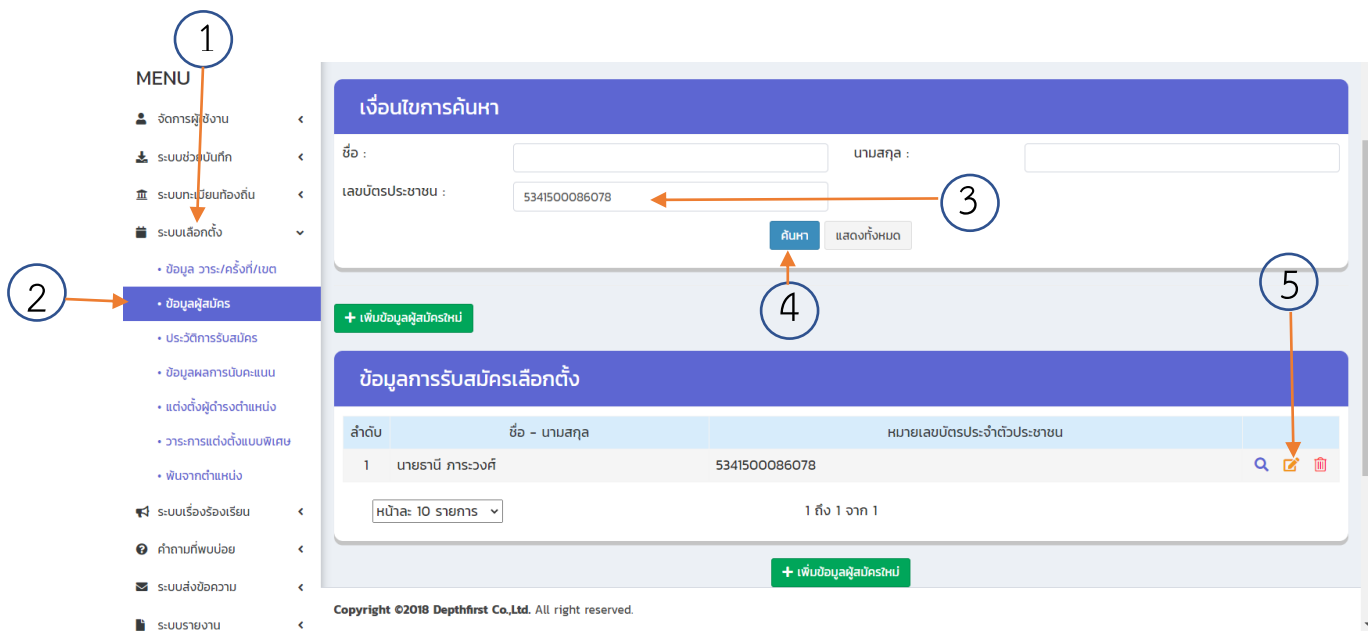 1
MENU
จัดการผู้ใช้งาน
ระบบช่วยบันทึก
ระบบทะเบียนท้องถิ่น
ระบบเลือกตั้ง
• ข้อมูล วาระ/ครั้งที่/เขต
2
• ข้อมูลผู้สมัคร
• ประวัติการรับสมัคร
• ข้อมูลผลการนับคะแนน
• แต่งตั้งผู้ดำรงตำแหน่ง
• วาระการแต่งตั้งแบบพิเศษ
• พ้นจากตำแหน่ง
ระบบเรื่องร้องเรียน
คำถามที่พบบ่อย
ระบบส่งข้อความ
ระบบรายงาน
เงื่อนไขการค้นหา
ชื่อ : นามสกุล :
เลขบัตรประชาชน : 5341500086078
3
ค้นหา แสดงทั้งหมด
4
5
+ เพิ่มข้อมูลผู้สมัครใหม่
ข้อมูลการรับสมัครเลือกตั้ง
ลำดับ ชื่อ - นามสกุล หมายเลขบัตรประจำตัวประชาชน
1 นายธานี ภาระวงศ์ 5341500086078
หน้าละ 10 รายการ 1 ถึง 1 จาก 1
+ เพิ่มข้อมูลผู้สมัครใหม่
Copyright ©2018 Depthfirst Co.,Ltd. All right reserved.